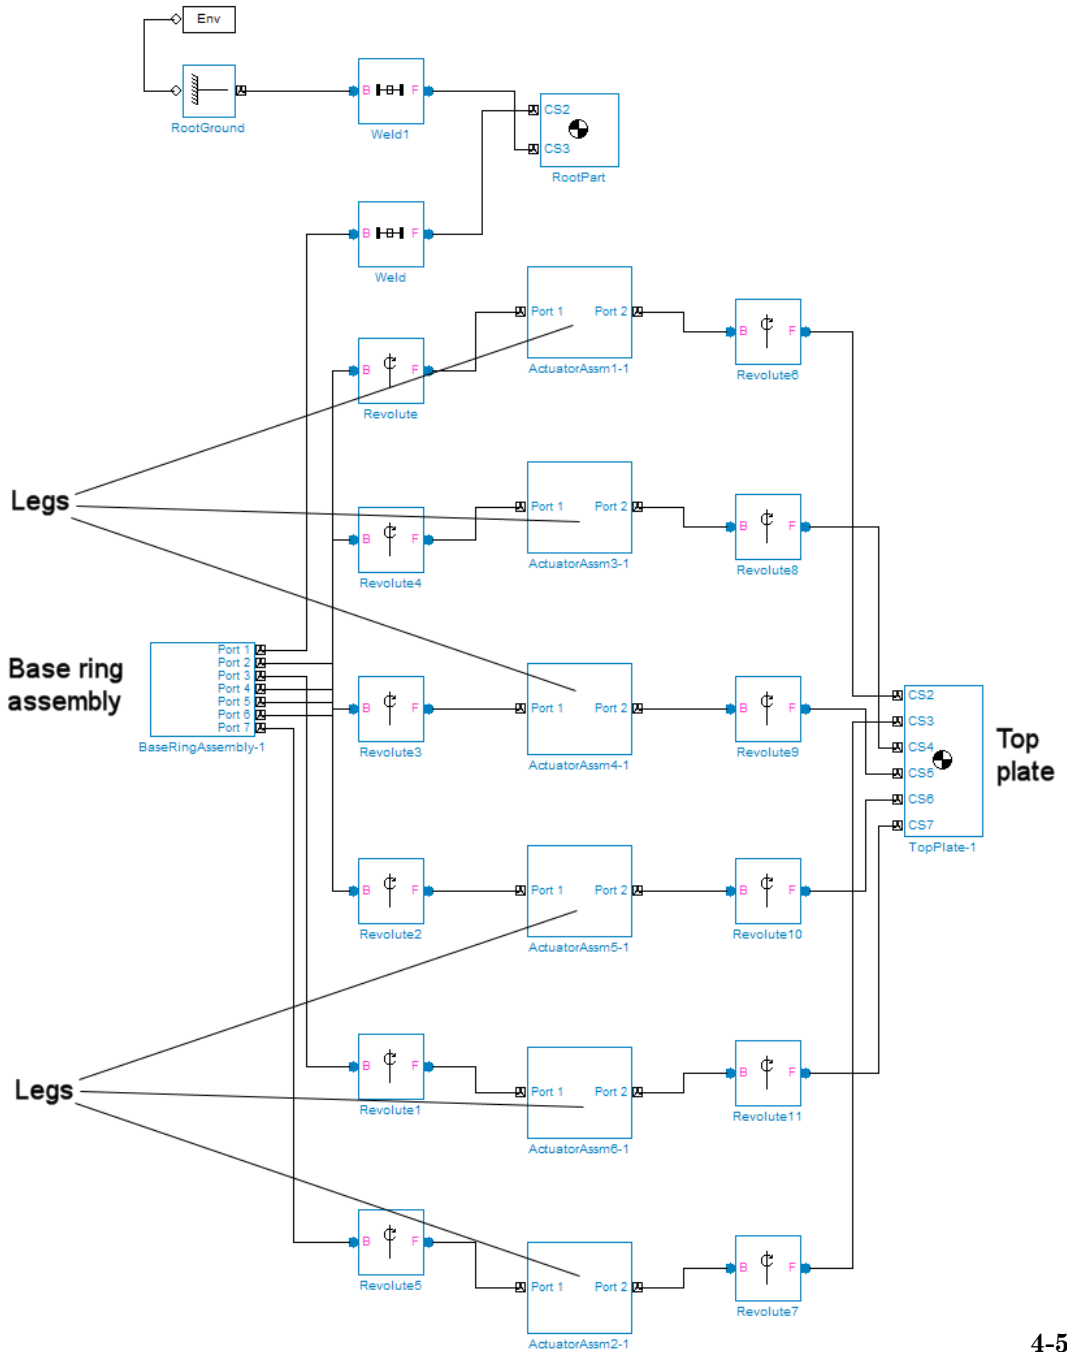 Env
RootGround
B F
Weld1
CS2
CS3
RootPart
B F
Weld
B F
Revolute
Port 1 Port 2
ActuatorAssm1-1
B F
Revolute6
Legs
B F
Revolute4
Port 1 Port 2
ActuatorAssm3-1
B F
Revolute8
Base ring
assembly
Port 1
Port 2
Port 3
Port 4
Port 5
Port 6
Port 7
BaseRingAssembly-1
B F
Revolute3
Port 1 Port 2
ActuatorAssm4-1
B F
Revolute9
CS2
CS3
CS4
CS5
CS6
CS7
TopPlate-1
Top
plate
B F
Revolute2
Port 1 Port 2
ActuatorAssm5-1
B F
Revolute10
Legs
B F
Revolute1
Port 1 Port 2
ActuatorAssm6-1
B F
Revolute11
B F
Revolute5
Port 1 Port 2
ActuatorAssm2-1
B F
Revolute7
4-5